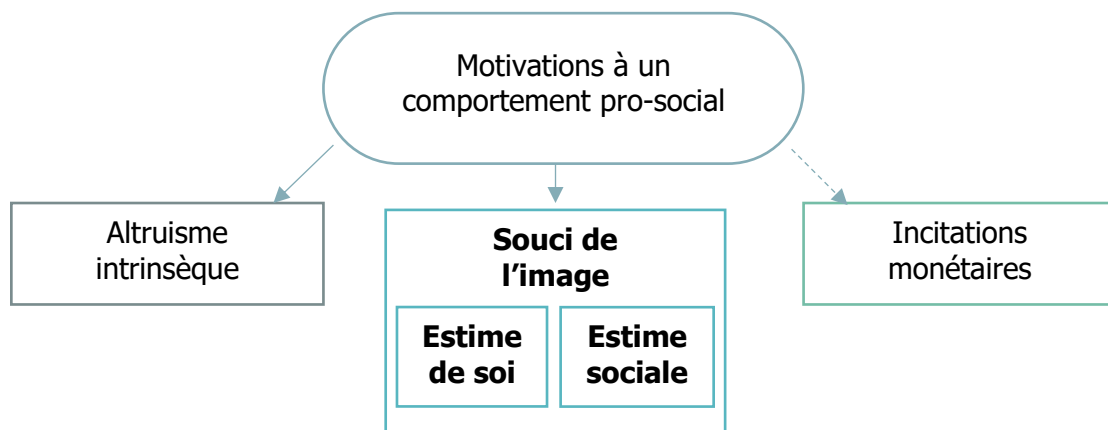 Motivations à un
comportement pro-social
Altruisme
intrinsèque
Souci de
l’image
Estime
de soi
Estime
sociale
Incitations
monétaires